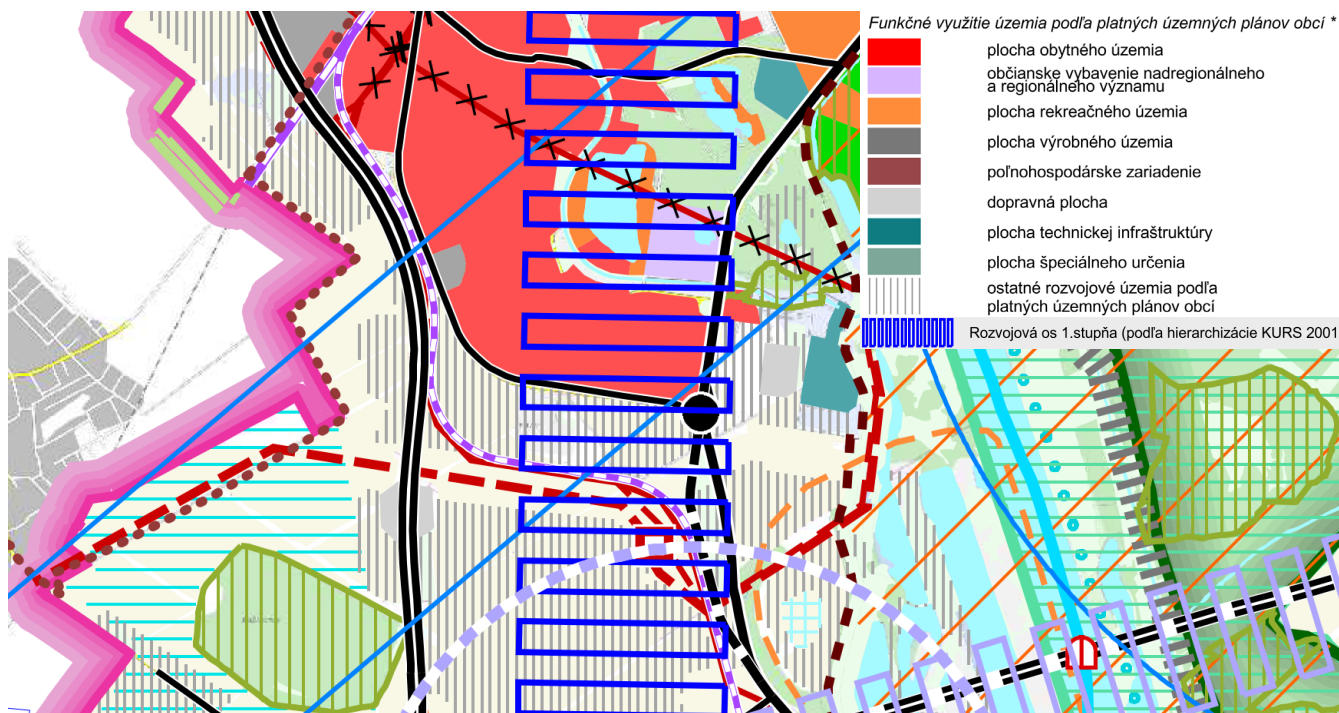 Funkčné využitie územia podľa platných územných plánov obcí *
plocha obytného územia
občianske vybavenie nadregionálneho
a regionálneho významu
plocha rekreačného územia
plocha výrobného územia
poľnohospodárske zariadenie
dopravná plocha
plocha technickej infraštruktúry
plocha špeciálneho určenia
ostatné rozvojové územia podľa
platných územných plánov obcí
Rozvojová os 1.stupňa (podľa hierarchizácie KURS 2001